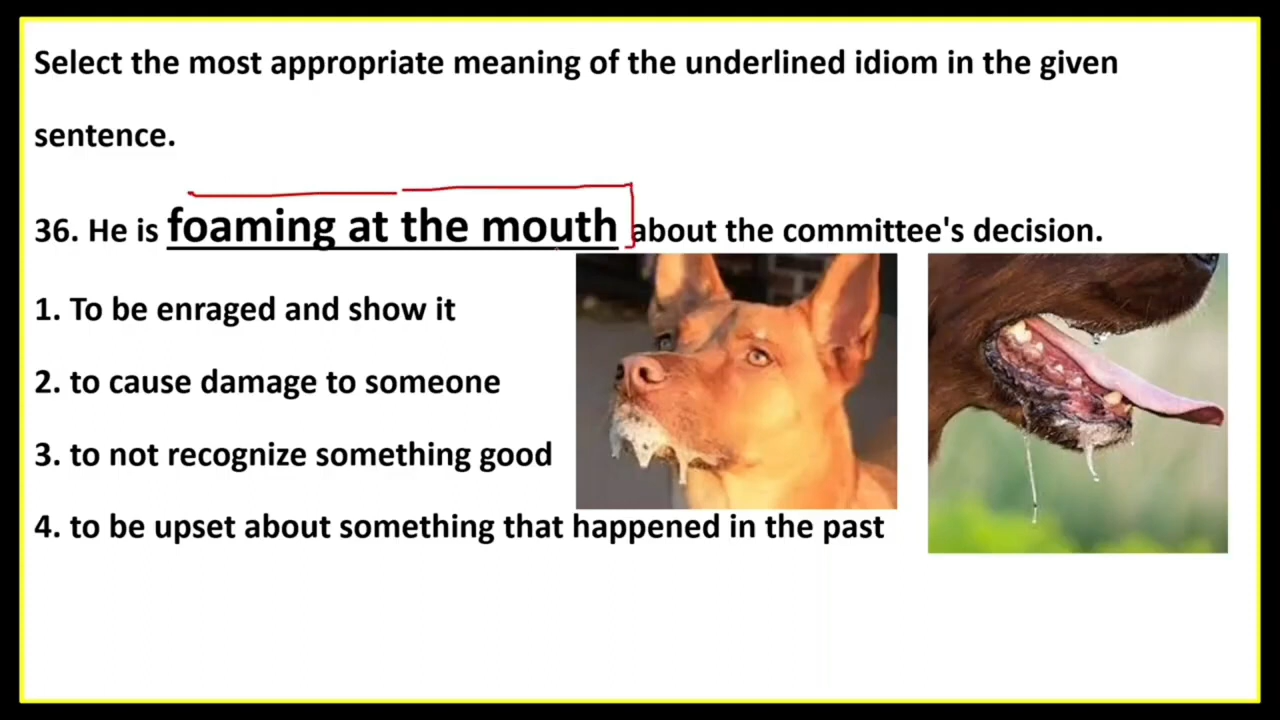 Select the most appropriate meaning of the underlined idiom in the given
sentence.
36. He is foaming at the mouth about the committee's decision.
1. To be enraged and show it
2. to cause damage to someone
3. to not recognize something good
4. to be upset about something that happened in the past